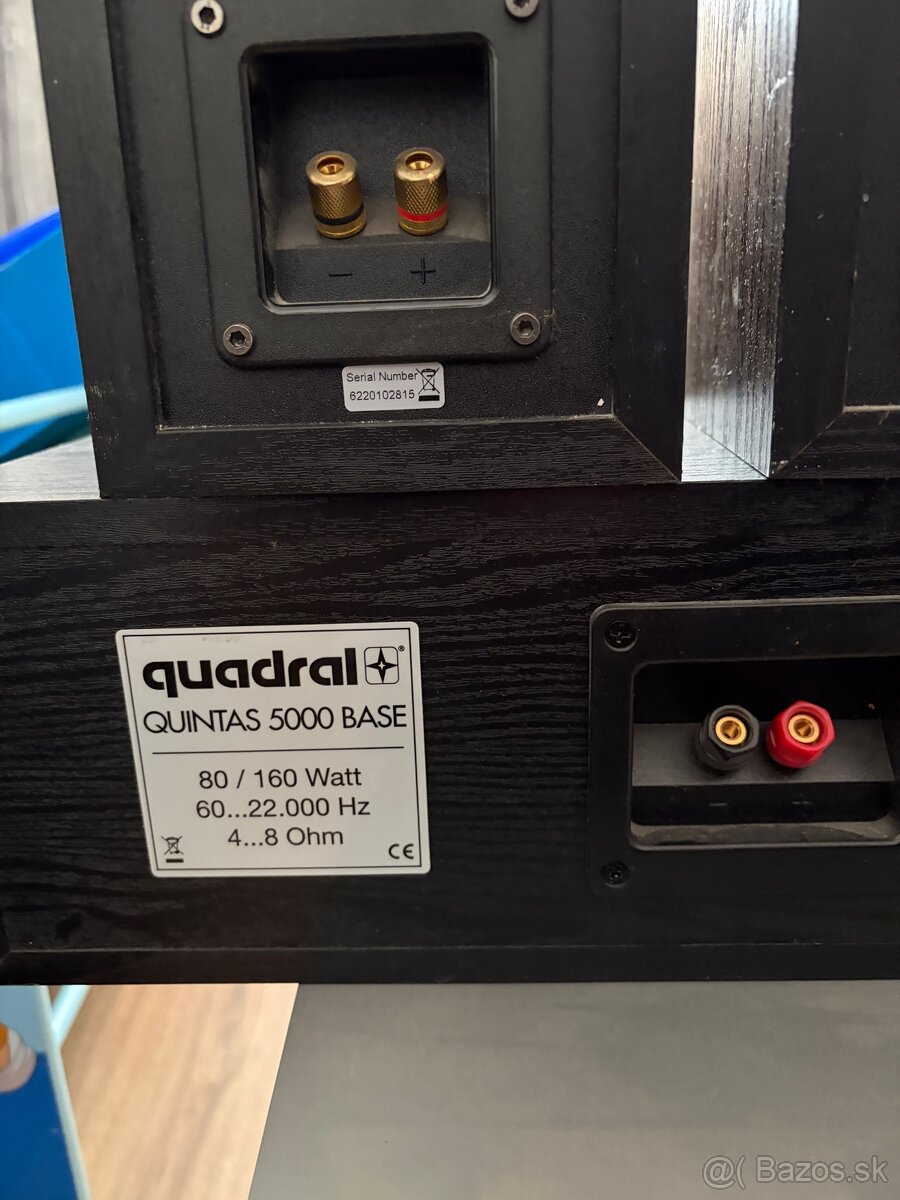 − +
Serial Number
6220102815
quadral®
QUINTAS 5000 BASE
80 / 160 Watt
60...22.000 Hz
4...8 Ohm
CE
− +
@( Bazos.sk